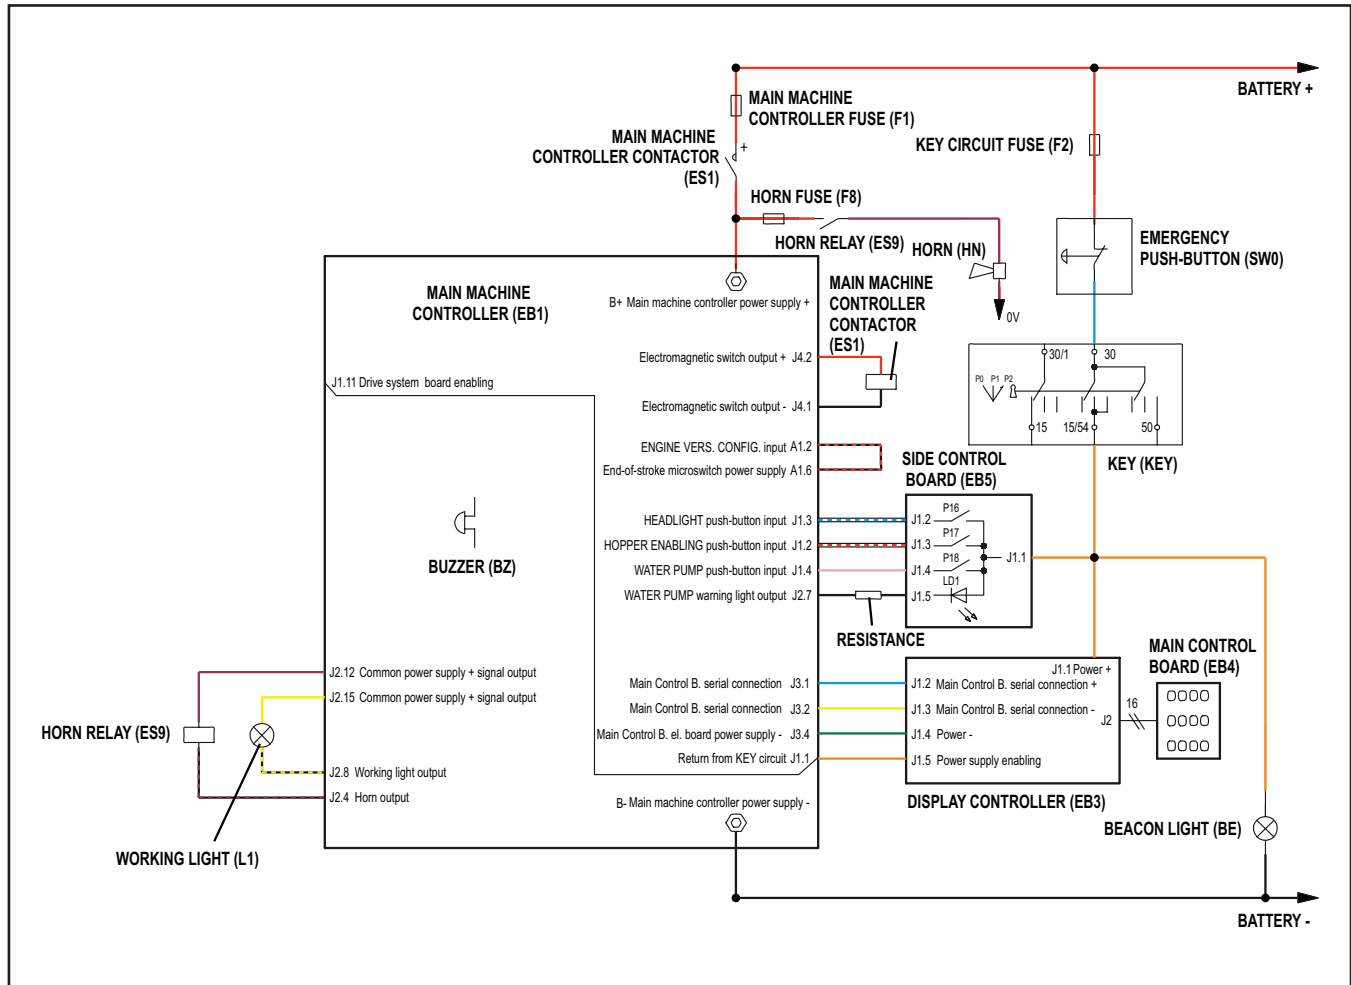 BATTERY +
MAIN MACHINE
CONTROLLER FUSE (F1)
MAIN MACHINE
CONTROLLER CONTACTOR
(ES1)
+
KEY CIRCUIT FUSE (F2)
HORN FUSE (F8)
HORN RELAY (ES9)
HORN (HN)
0V
EMERGENCY
PUSH-BUTTON (SW0)
MAIN MACHINE
CONTROLLER (EB1)
B+ Main machine controller power supply +
MAIN MACHINE
CONTROLLER
CONTACTOR
(ES1)
30/1
30
P0 P1 P2
15
15/54
50
KEY (KEY)
Electromagnetic switch output + J4.2
J1.11 Drive system board enabling
Electromagnetic switch output - J4.1
ENGINE VERS. CONFIG. input A1.2
End-of-stroke microswitch power supply A1.6
SIDE CONTROL
BOARD (EB5)
HEADLIGHT push-button input J1.3
J1.2
P16
HOPPER ENABLING push-button input J1.2
J1.3
P17
WATER PUMP push-button input J1.4
J1.4
P18
J1.1
WATER PUMP warning light output J2.7
J1.5
LD1
RESISTANCE
BUZZER (BZ)
MAIN CONTROL
BOARD (EB4)
J2.12 Common power supply + signal output
J2.15 Common power supply + signal output
HORN RELAY (ES9)
J2.8 Working light output
J2.4 Horn output
WORKING LIGHT (L1)
J1.1 Power +
Main Control B. serial connection J3.1
J1.2 Main Control B. serial connection +
Main Control B. serial connection J3.2
J1.3 Main Control B. serial connection -
16
J2
Main Control B. el. board power supply - J3.4
J1.4 Power -
Return from KEY circuit J1.1
J1.5 Power supply enabling
DISPLAY CONTROLLER (EB3)
B- Main machine controller power supply -
BEACON LIGHT (BE)
BATTERY -